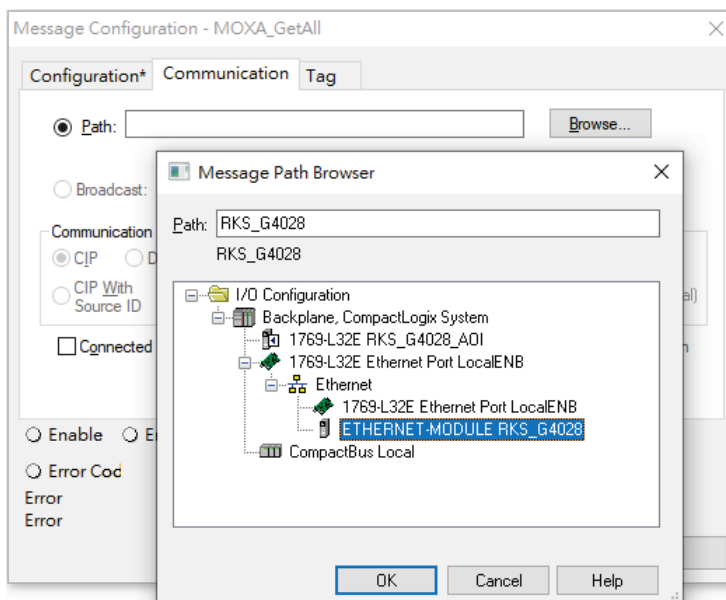 Message Configuration - MOXA_GetAll
Configuration* Communication Tag
Path: Browse...
Message Path Browser
Broadcast:
Path: RKS_G4028
RKS_G4028
Communication
CIP D
CIP With
Source ID
al)
Connected
I/O Configuration
Backplane, CompactLogix System
1769-L32E RKS_G4028_AOI
1769-L32E Ethernet Port LocalENB
Ethernet
1769-L32E Ethernet Port LocalENB
ETHERNET-MODULE RKS_G4028
CompactBus Local
Enable
Error Cod
Error
Error
OK Cancel Help